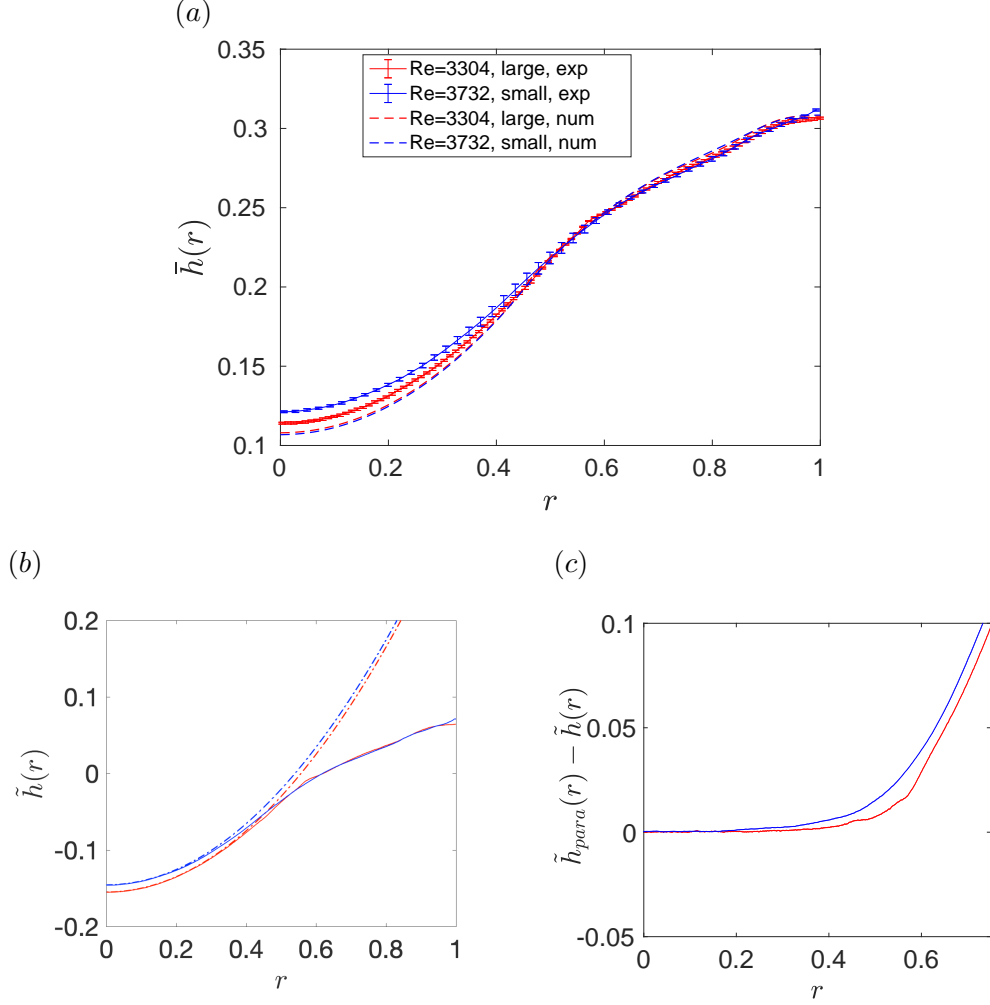 (a)
0.35
0.3
0.25
0.2
0.15
0.1
h̄(r)
Re=3304, large, exp
Re=3732, small, exp
Re=3304, large, num
Re=3732, small, num
0 0.2 0.4 0.6 0.8 1
r
(b)
0.2
0.1
0
-0.1
-0.2
h̃(r)
0 0.2 0.4 0.6 0.8 1
r
(c)
0.1
0.05
0
-0.05
h̃para(r) − h̃(r)
0 0.2 0.4 0.6
r